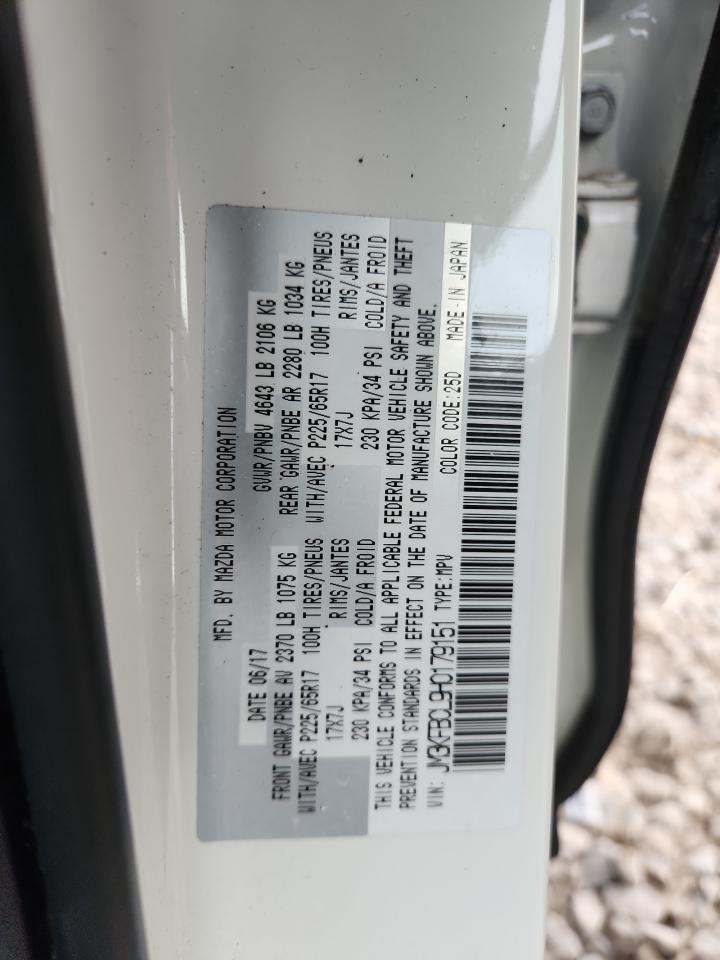 MFD. BY MAZDA MOTOR CORPORATION
DATE 06/17 GVWR/PNBV 4643 LB 2106 KG
FRONT GAWR/PNBE AV 2370 LB 1075 KG REAR GAWR/PNBE AR 2280 LB 1034 KG
WITH/AVEC P225/65R17 100H TIRES/PNEUS WITH/AVEC P225/65R17 100H TIRES/PNEUS
17X7J RIMS/JANTES 17X7J RIMS/JANTES
230 KPA/34 PSI COLD/A FROID 230 KPA/34 PSI COLD/A FROID
THIS VEHICLE CONFORMS TO ALL APPLICABLE FEDERAL MOTOR VEHICLE SAFETY AND THEFT
PREVENTION STANDARDS IN EFFECT ON THE DATE OF MANUFACTURE SHOWN ABOVE.
VIN: JM3KFBCL9H0179151 TYPE:MPV COLOR CODE:25D MADE-IN JAPAN